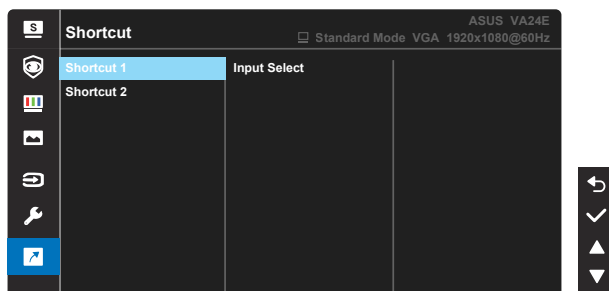 S
ASUS VA24E
Shortcut
Standard Mode VGA 1920x1080@60Hz
Shortcut 1 Input Select
Shortcut 2